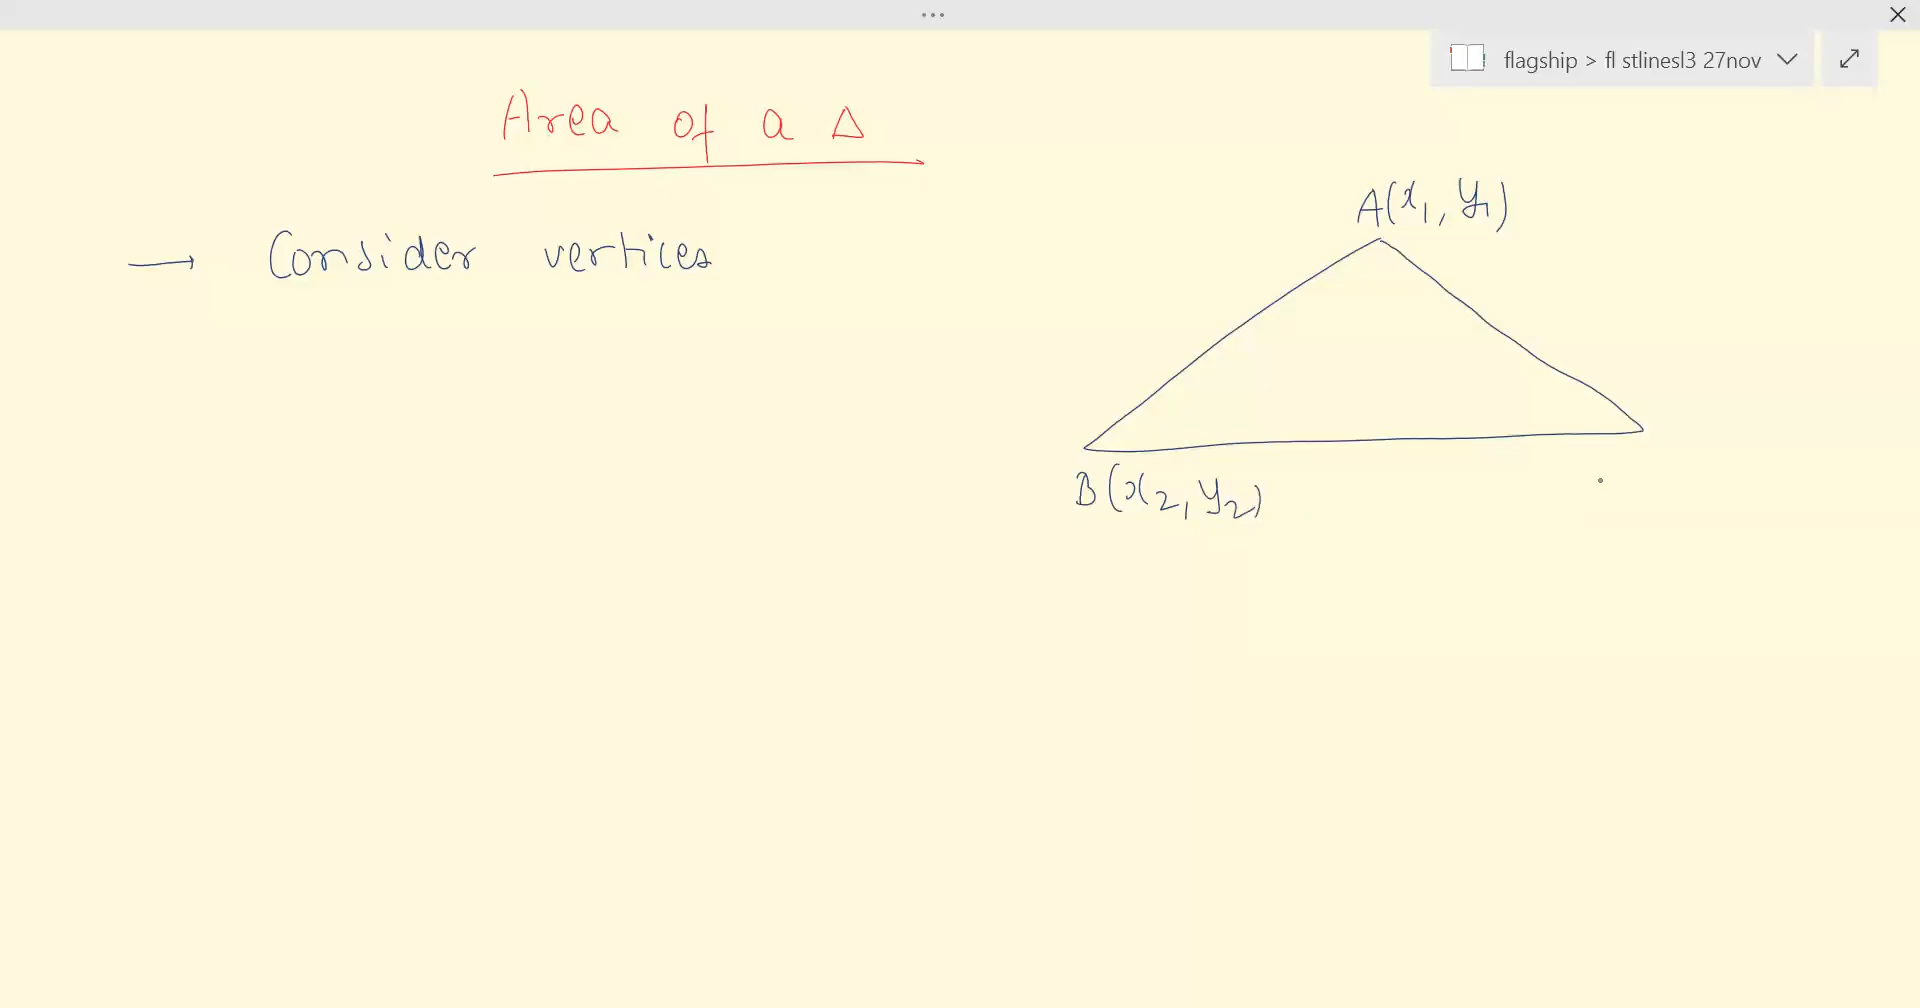 flagship > fl stlinesl3 27nov
Area of a Δ
A(x₁, y₁)
→ Consider vertices
B(x₂, y₂)